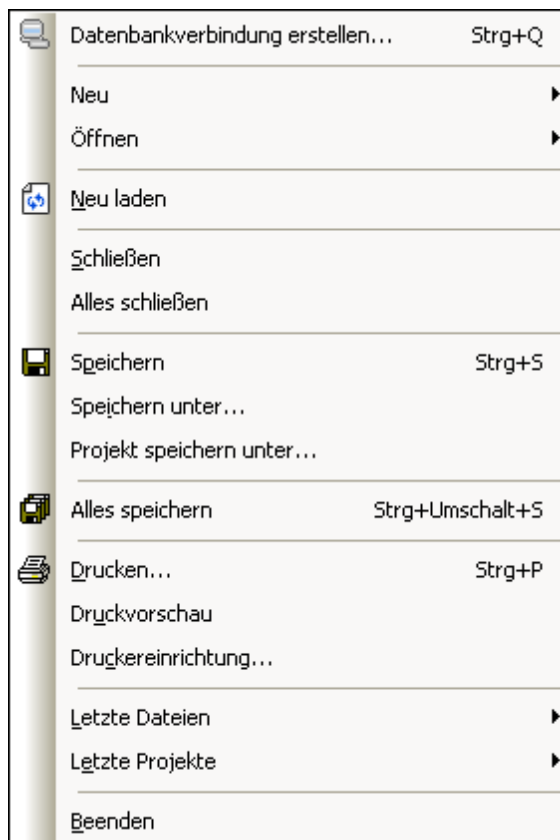 Datenbankverbindung erstellen... Strg+Q
Neu
Öffnen
Neu laden
Schließen
Alles schließen
Speichern Strg+S
Speichern unter...
Projekt speichern unter...
Alles speichern Strg+Umschalt+S
Drucken... Strg+P
Druckvorschau
Druckereinrichtung...
Letzte Dateien
Letzte Projekte
Beenden